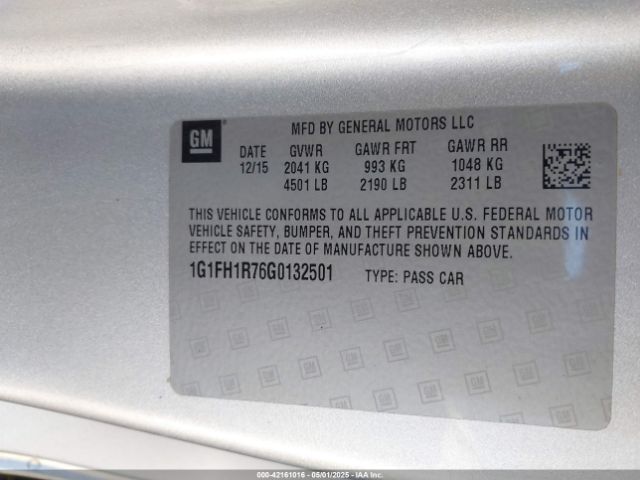 GM
MFD BY GENERAL MOTORS LLC
DATE GVWR GAWR FRT GAWR RR
12/15 2041 KG 993 KG 1048 KG
4501 LB 2190 LB 2311 LB
THIS VEHICLE CONFORMS TO ALL APPLICABLE U.S. FEDERAL MOTOR
VEHICLE SAFETY, BUMPER, AND THEFT PREVENTION STANDARDS IN
EFFECT ON THE DATE OF MANUFACTURE SHOWN ABOVE.
1G1FH1R76G0132501 TYPE: PASS CAR
000-42161016 - 05/01/2025 - IAAI.COM